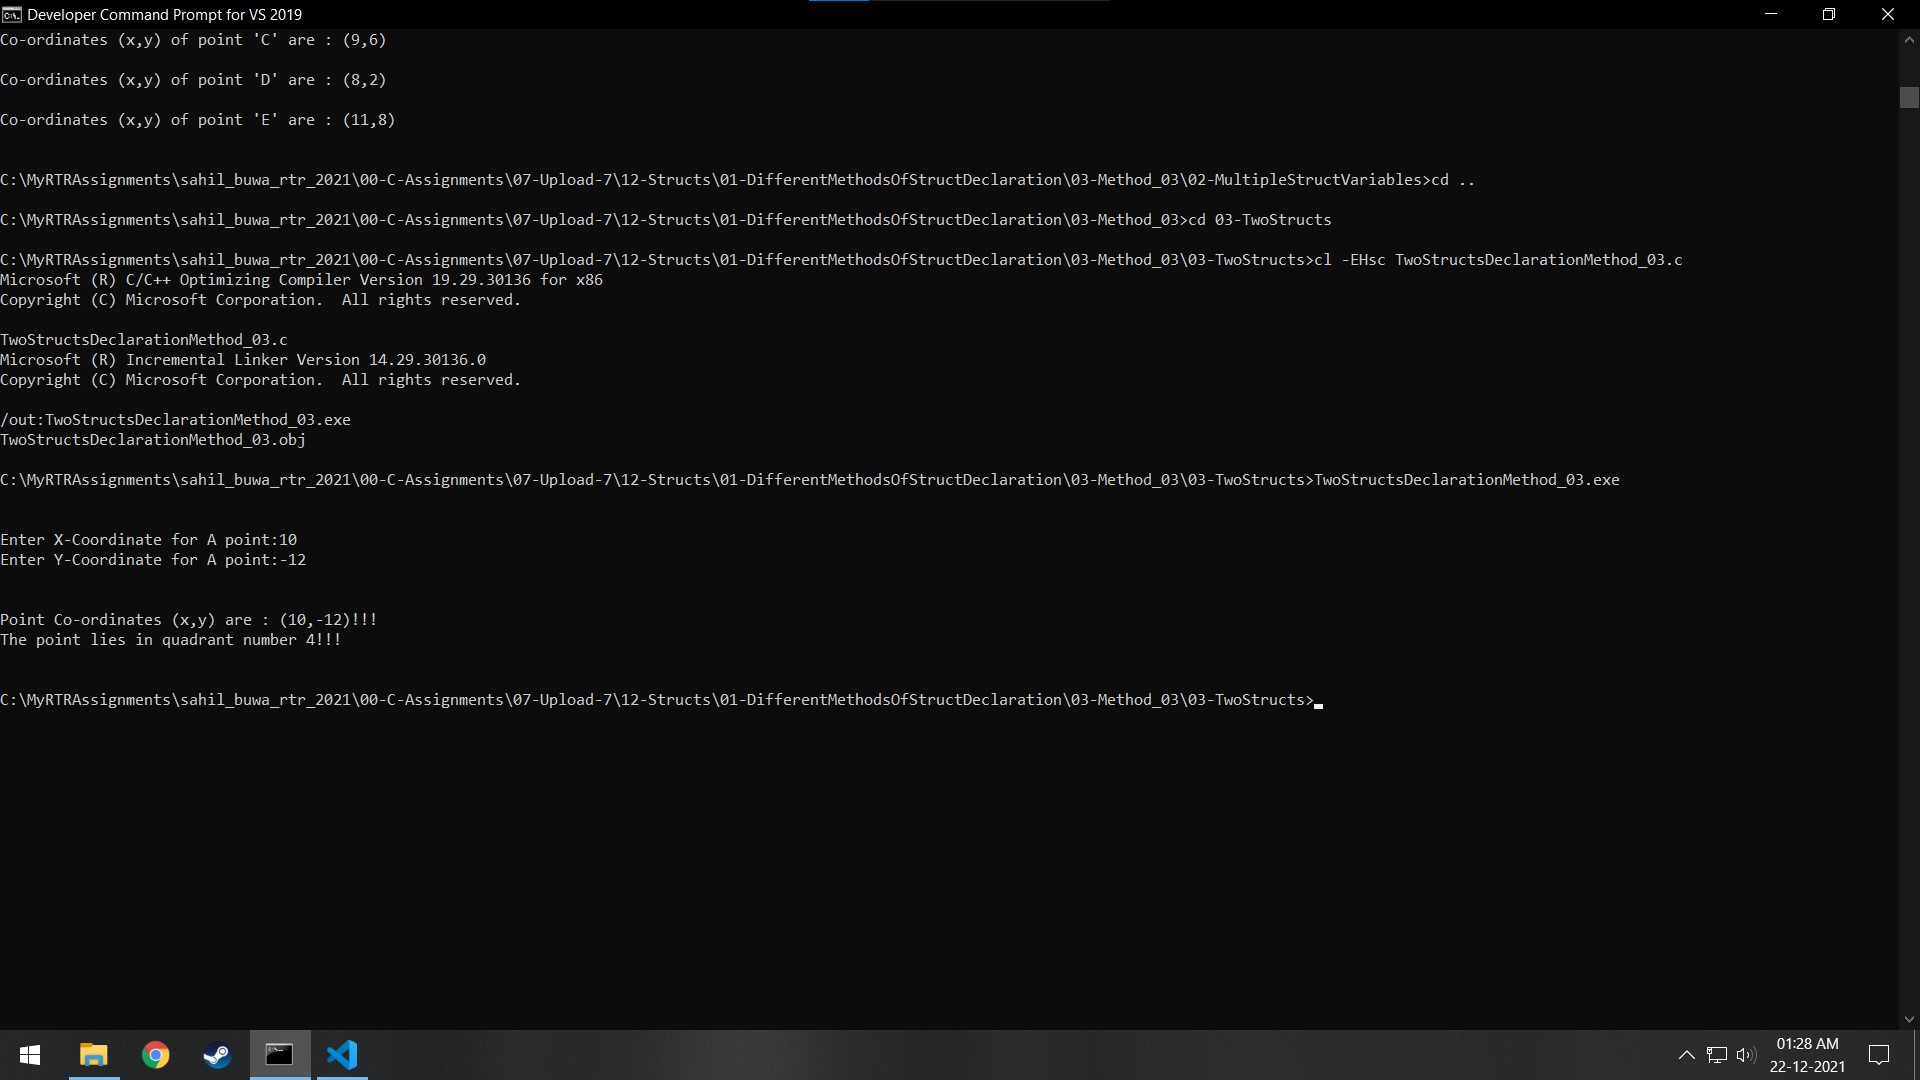 Developer Command Prompt for VS 2019
Co-ordinates (x,y) of point 'C' are : (9,6)
Co-ordinates (x,y) of point 'D' are : (8,2)
Co-ordinates (x,y) of point 'E' are : (11,8)
C:\MyRTRAssignments\sahil_buwa_rtr_2021\00-C-Assignments\07-Upload-7\12-Structs\01-DifferentMethodsOfStructDeclaration\03-Method_03\02-MultipleStructVariables>cd ..
C:\MyRTRAssignments\sahil_buwa_rtr_2021\00-C-Assignments\07-Upload-7\12-Structs\01-DifferentMethodsOfStructDeclaration\03-Method_03>cd 03-TwoStructs
C:\MyRTRAssignments\sahil_buwa_rtr_2021\00-C-Assignments\07-Upload-7\12-Structs\01-DifferentMethodsOfStructDeclaration\03-Method_03\03-TwoStructs>cl -EHsc TwoStructsDeclarationMethod_03.c
Microsoft (R) C/C++ Optimizing Compiler Version 19.29.30136 for x86
Copyright (C) Microsoft Corporation.  All rights reserved.
TwoStructsDeclarationMethod_03.c
Microsoft (R) Incremental Linker Version 14.29.30136.0
Copyright (C) Microsoft Corporation.  All rights reserved.
/out:TwoStructsDeclarationMethod_03.exe
TwoStructsDeclarationMethod_03.obj
C:\MyRTRAssignments\sahil_buwa_rtr_2021\00-C-Assignments\07-Upload-7\12-Structs\01-DifferentMethodsOfStructDeclaration\03-Method_03\03-TwoStructs>TwoStructsDeclarationMethod_03.exe
Enter X-Coordinate for A point:10
Enter Y-Coordinate for A point:-12
Point Co-ordinates (x,y) are : (10,-12)!!!
The point lies in quadrant number 4!!!
C:\MyRTRAssignments\sahil_buwa_rtr_2021\00-C-Assignments\07-Upload-7\12-Structs\01-DifferentMethodsOfStructDeclaration\03-Method_03\03-TwoStructs>
01:28 AM
22-12-2021